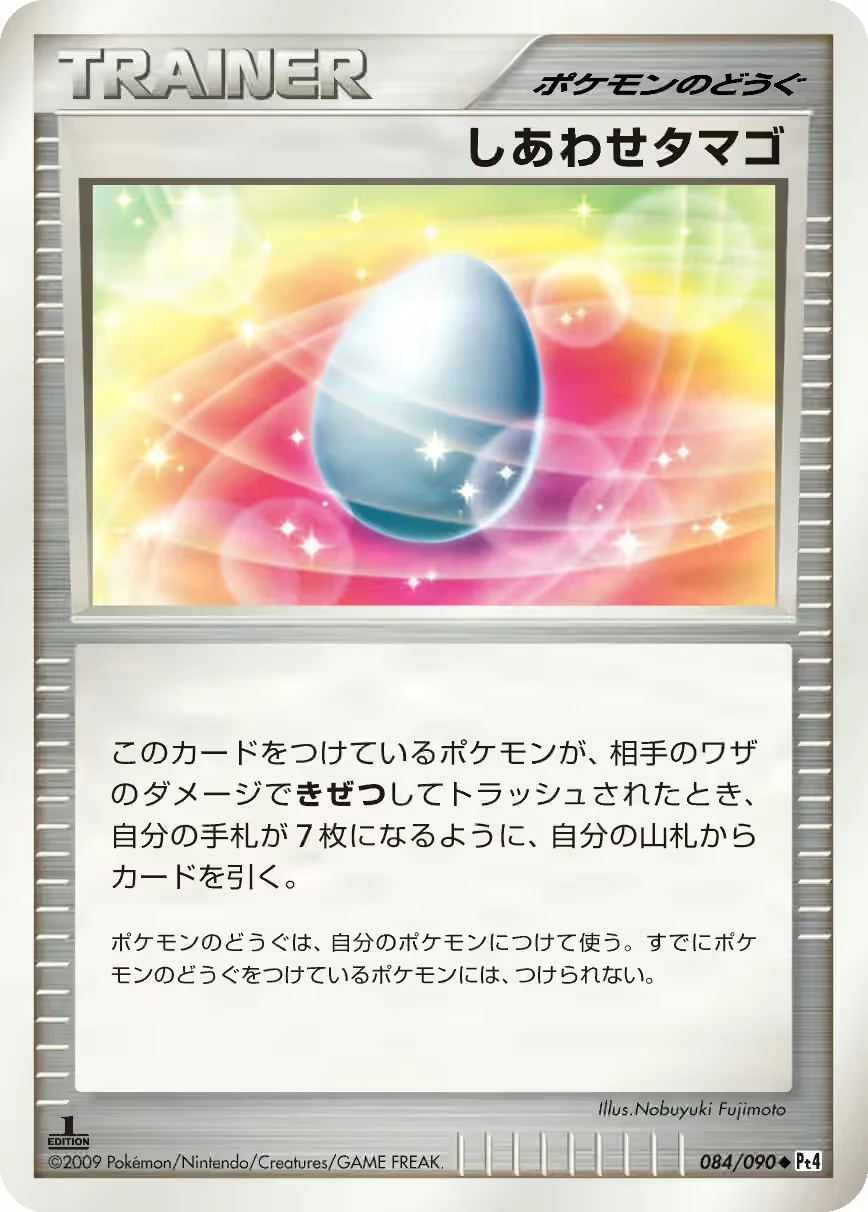 TRAINER
ポケモンのどうぐ
しあわせタマゴ
このカードをつけているポケモンが、相手のワザ
のダメージできぜつしてトラッシュされたとき、
自分の手札が7枚になるように、自分の山札から
カードを引く。
ポケモンのどうぐは、自分のポケモンにつけて使う。すでにポケ
モンのどうぐをつけているポケモンには、つけられない。
Illus.Nobuyuki Fujimoto
1
EDITION
©2009 Pokémon/Nintendo/Creatures/GAME FREAK.
084/090◆ Pt4